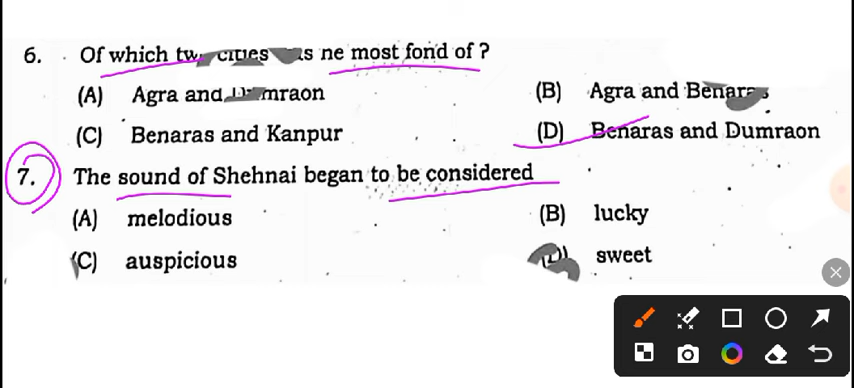 6. Of which cities ne most fond of ?
(A) Agra and mraon (B) Agra and Benaras
(C) Benaras and Kanpur (D) Benaras and Dumraon
7. The sound of Shehnai began to be considered
(A) melodious (B) lucky
(C) auspicious (D) sweet